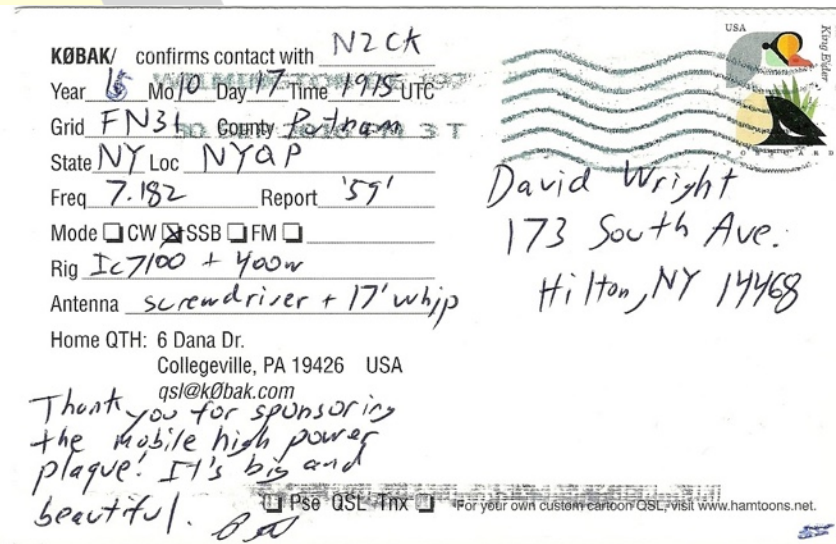 KØBAK/ confirms contact with N2CK
Year 16 Mo 10 Day 17 Time 1915 UTC
Grid FN31 County Putnam
State NY Loc NYQP
Freq 7.182 Report '59'
Mode CW SSB FM
Rig IC7100 + 400w
Antenna screwdriver + 17' whip
Home QTH: 6 Dana Dr.
Collegeville, PA 19426 USA
qsl@kØbak.com
Thank you for sponsoring
the mobile high power
plaque! It's big and
beautiful.
Pse QSL Tnx
For your own custom cartoon QSL, visit www.hamtoons.net.
USA
King Eider
POSTCARD
David Wright
173 South Ave.
Hilton, NY 14468